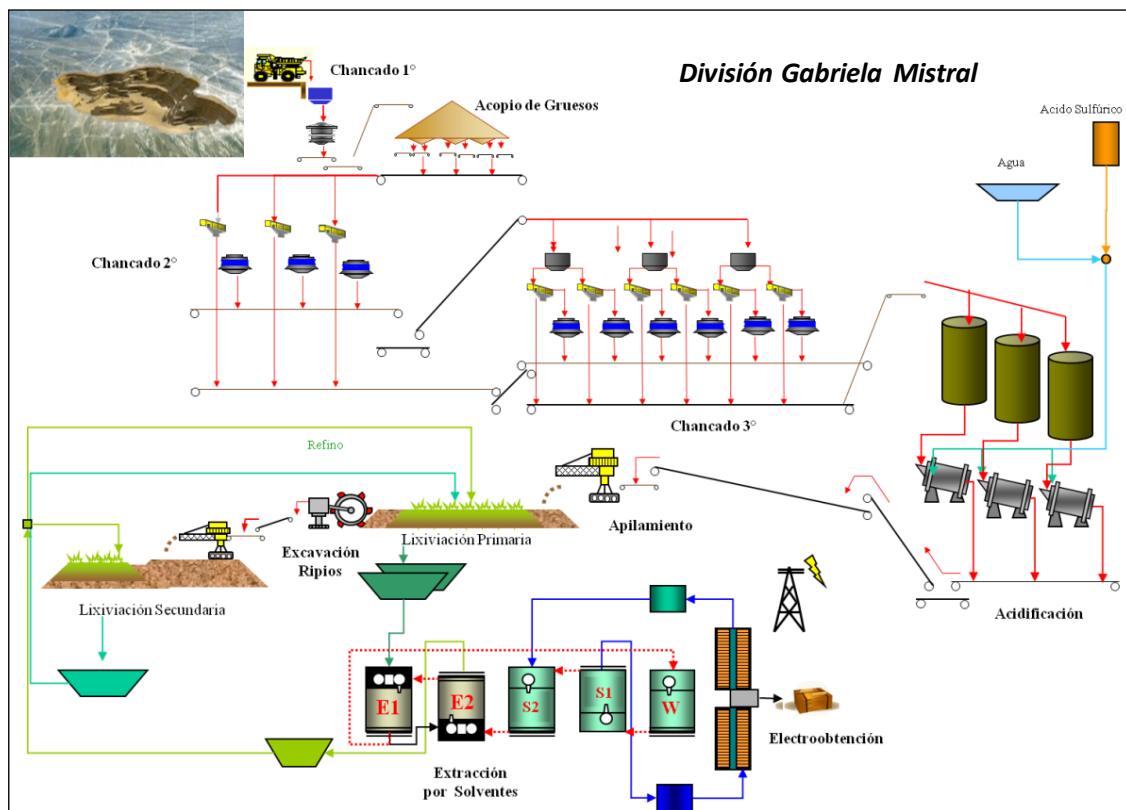 División Gabriela Mistral
Chancado 1°
Acopio de Gruesos
Acido Sulfúrico
Agua
Chancado 2°
Chancado 3°
Refino
Apilamiento
Excavación
Ripios
Lixiviación Primaria
Lixiviación Secundaria
Acidificación
E1
E2
S2
S1
W
Electroobtención
Extracción
por Solventes